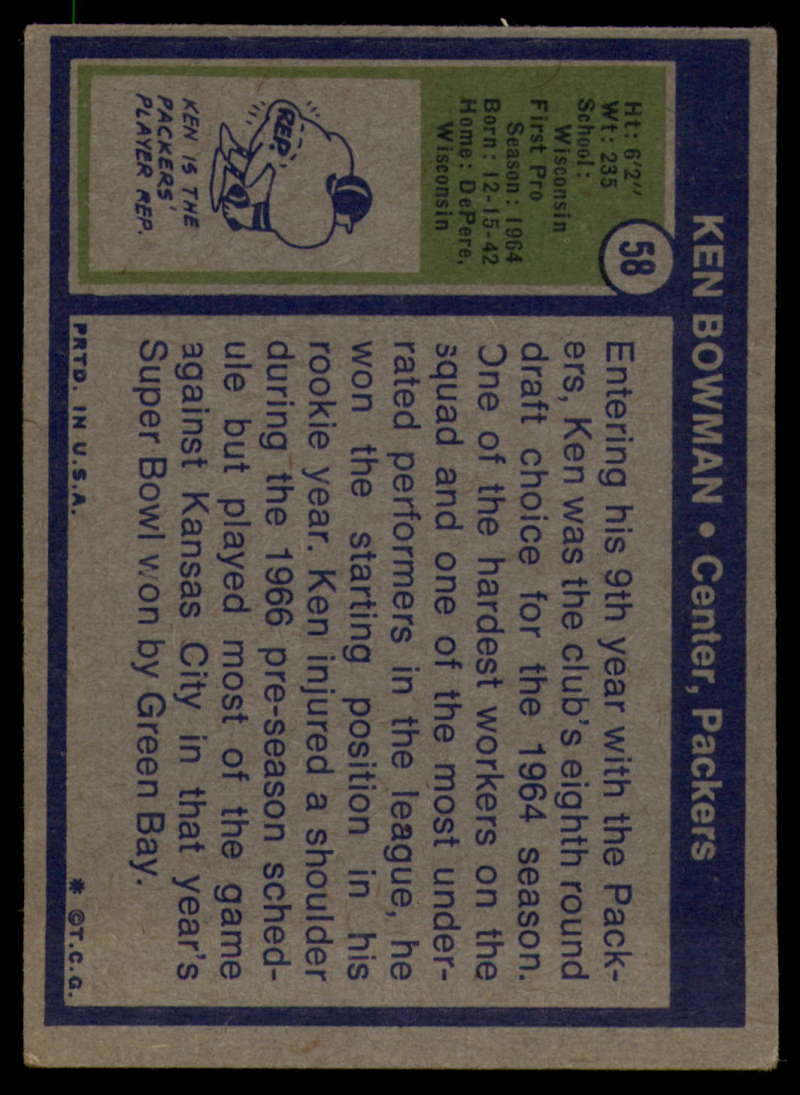 KEN BOWMAN • Center, Packers
58
Ht: 6'2"
Wt: 235
School:
Wisconsin
First Pro
Season: 1964
Born: 12-15-42
Home: DePere,
Wisconsin
REP.
KEN IS THE
PACKERS'
PLAYER REP.
Entering his 9th year with the Pack-
ers, Ken was the club's eighth round
draft choice for the 1964 season.
One of the hardest workers on the
squad and one of the most under-
rated performers in the league, he
won the starting position in his
rookie year. Ken injured a shoulder
during the 1966 pre-season sched-
ule but played most of the game
against Kansas City in that year's
Super Bowl won by Green Bay.
PRTD. IN U.S.A.
* ©T.C.G.